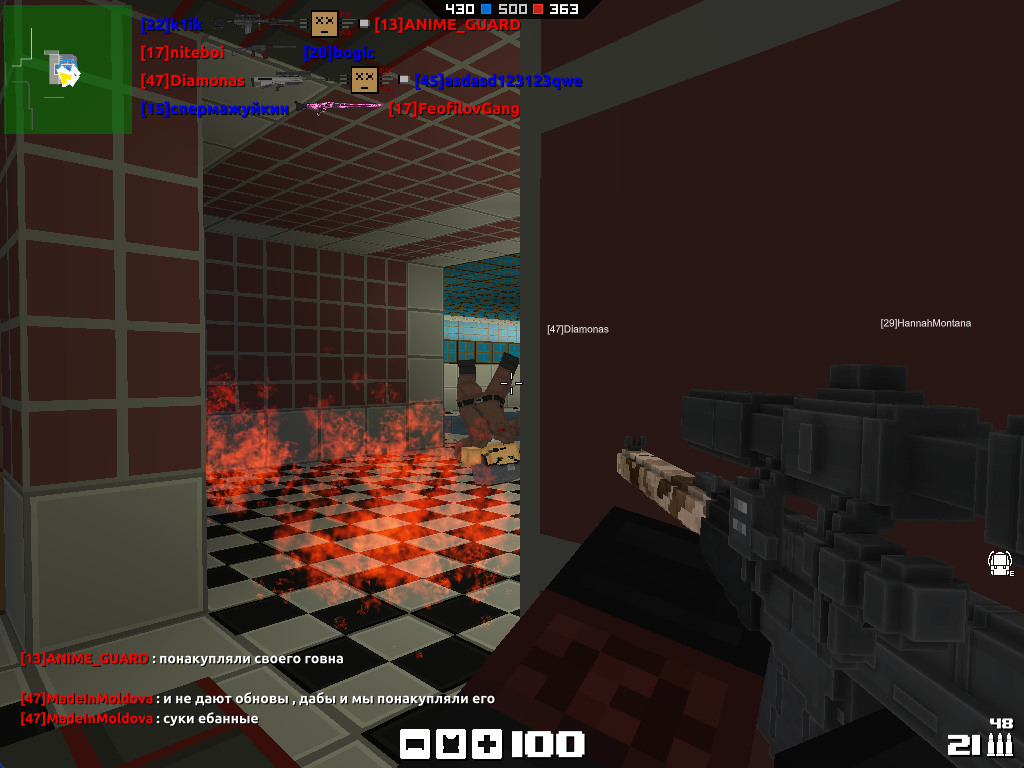 430 500 363
[22]k1ik [13]ANIME_GUARD
[17]niteboi [20]bogic
[47]Diamonas [45]asdasd123123qwe
[15]спермажуйкин [17]FeofilovGang
[47]Diamonas [29]HannahMontana
E
[13]ANIME_GUARD : понакупляли своего говна
[47]MadeInMoldova : и не дают обновы , дабы и мы понакупляли его
[47]MadeInMoldova : суки ебанные
48
100 21